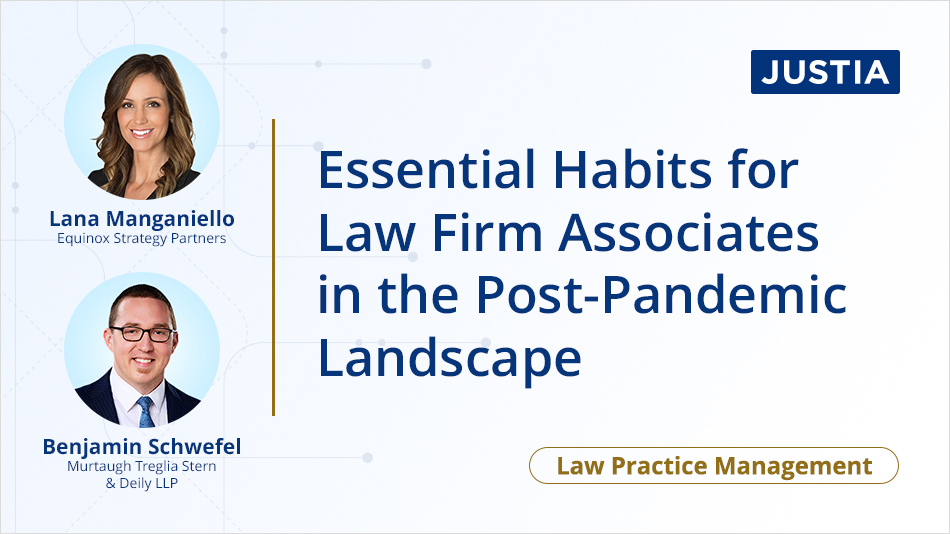 JUSTIA
Lana Manganiello
Equinox Strategy Partners
Benjamin Schwefel
Murtaugh Treglia Stern
& Deily LLP
Essential Habits for
Law Firm Associates
in the Post-Pandemic
Landscape
Law Practice Management